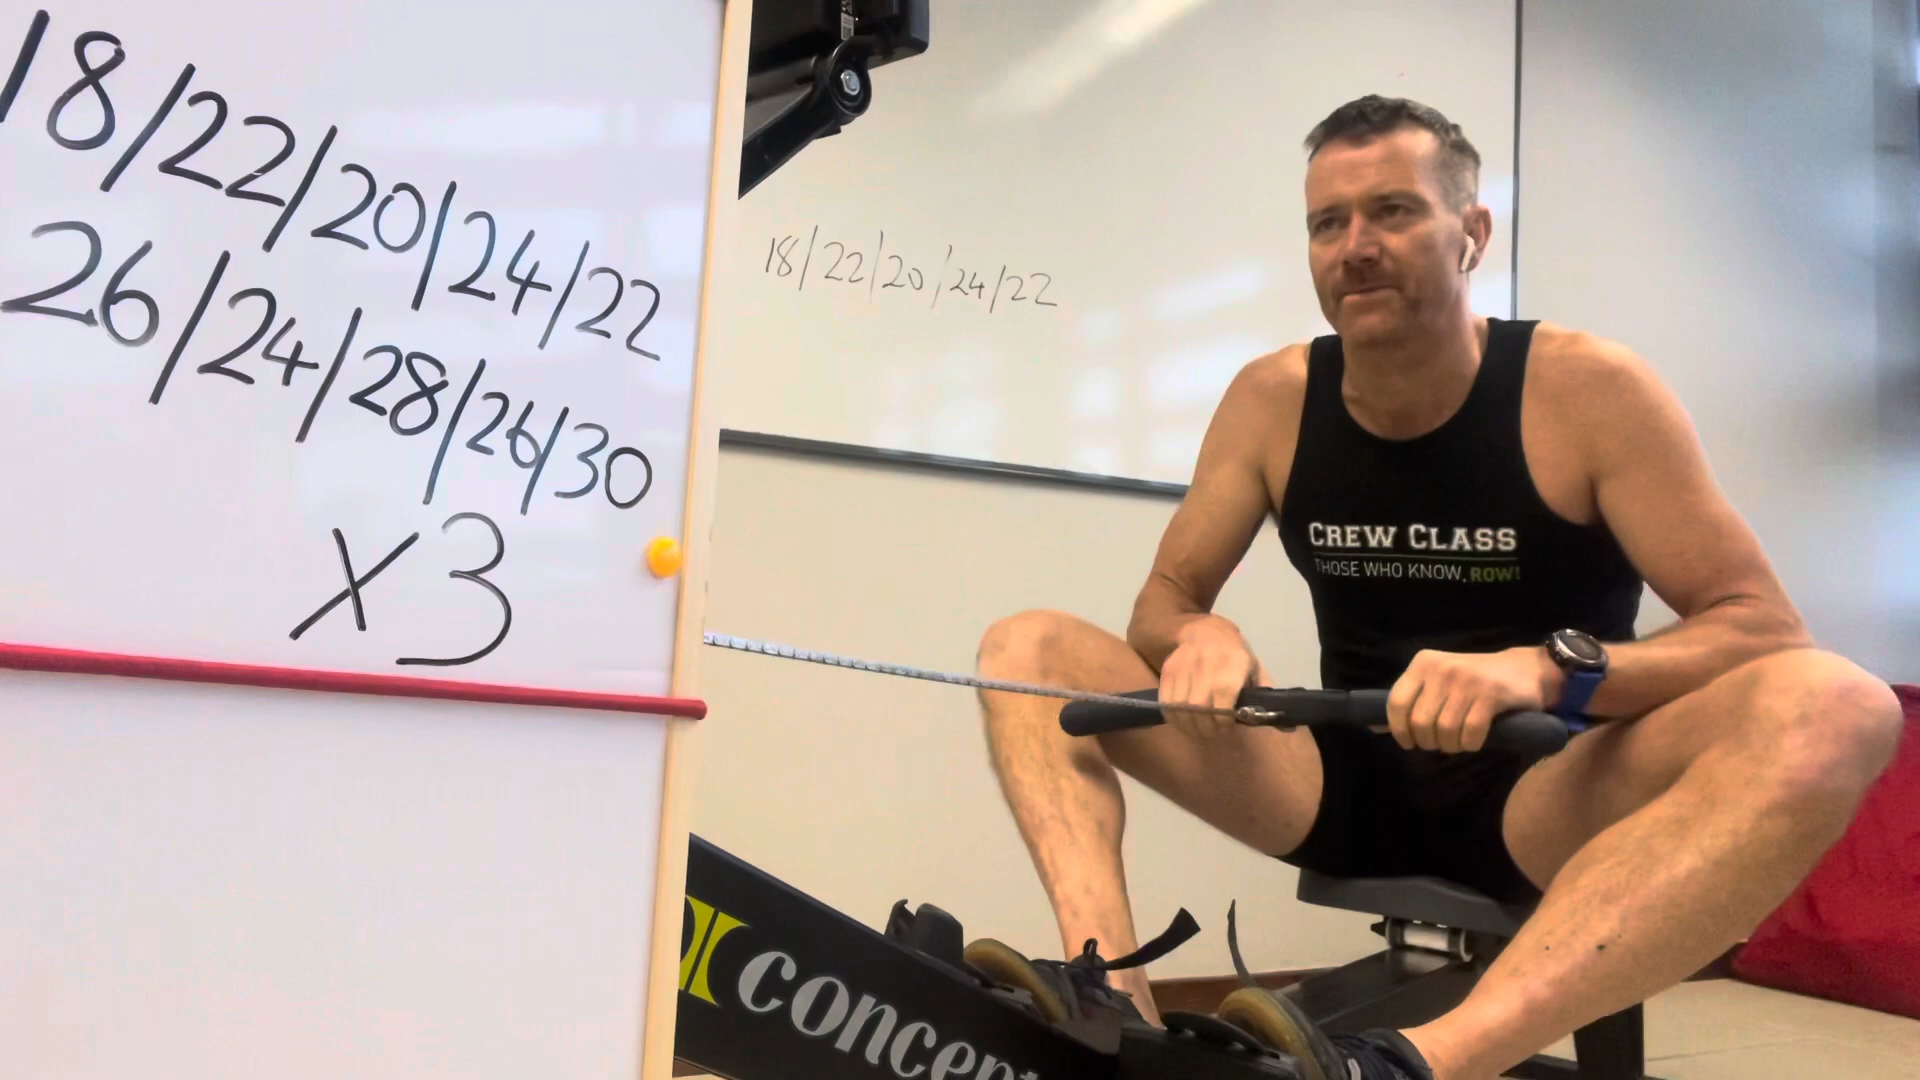 18/22/20/24/22
26/24/28/26/30
x3
18/22/20/24/22
CREW CLASS
THOSE WHO KNOW, ROW!
concept